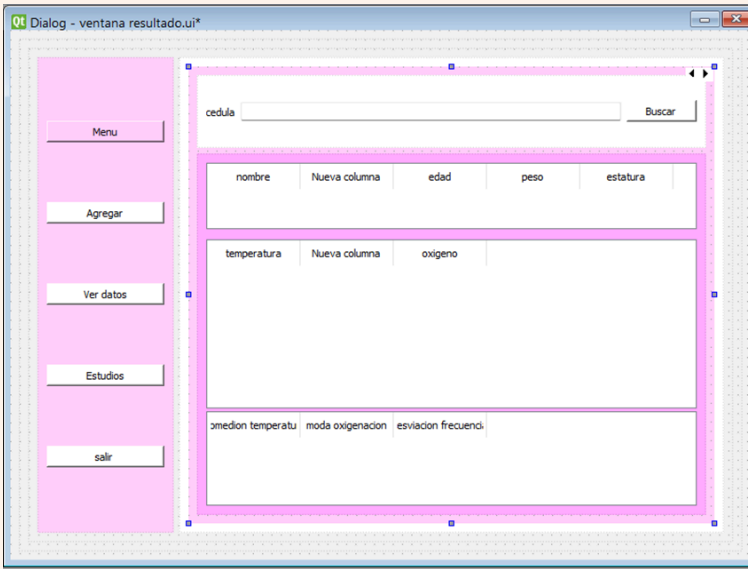 Dialog - ventana resultado.ui*
cedula
Buscar
Menu
nombre Nueva columna edad peso estatura
Agregar
temperatura Nueva columna oxigeno
Ver datos
Estudios
omedion temperatu moda oxigenacion esviacion frecuenci
salir